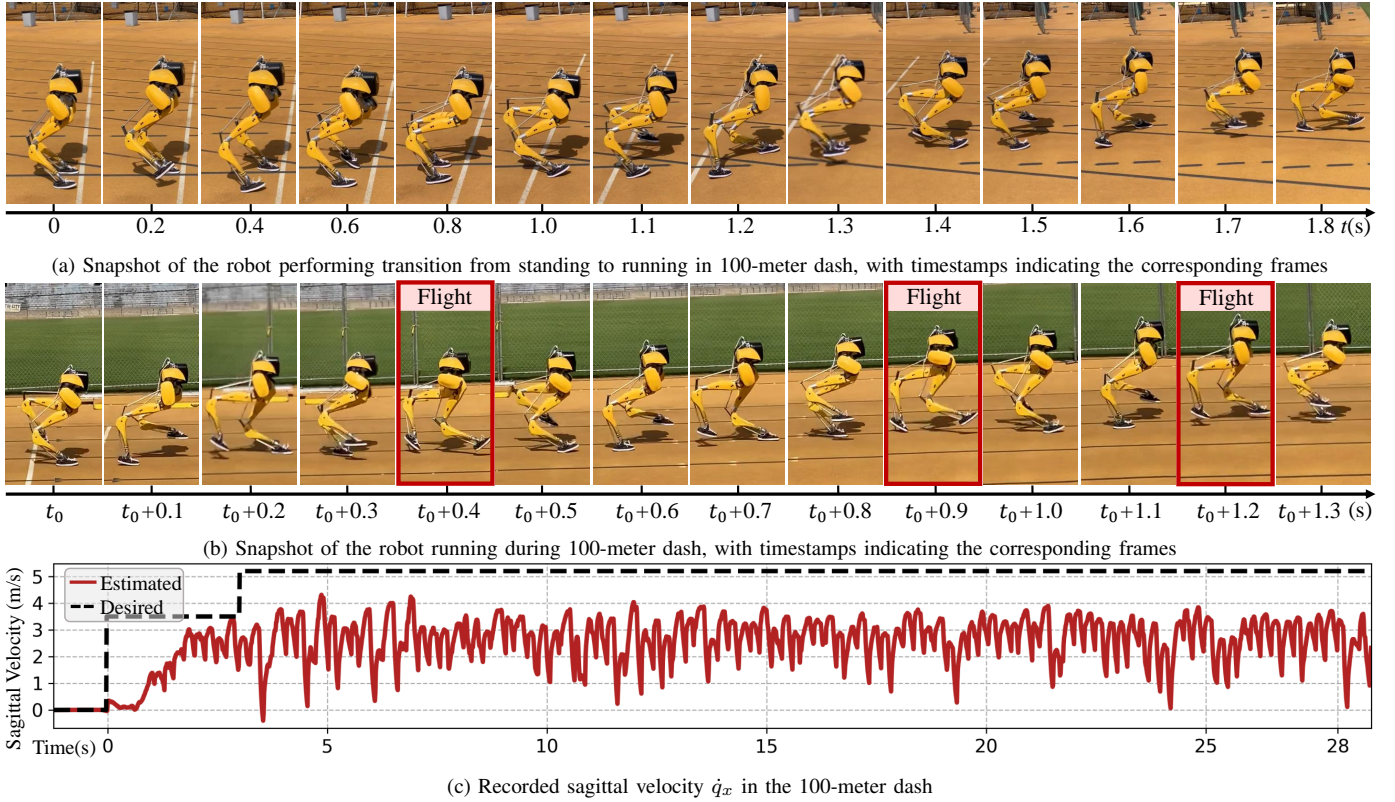 0 0.2 0.4 0.6 0.8 1.0 1.1 1.2 1.3 1.4 1.5 1.6 1.7 1.8 t(s)
(a) Snapshot of the robot performing transition from standing to running in 100-meter dash, with timestamps indicating the corresponding frames
Flight Flight Flight
t₀ t₀+0.1 t₀+0.2 t₀+0.3 t₀+0.4 t₀+0.5 t₀+0.6 t₀+0.7 t₀+0.8 t₀+0.9 t₀+1.0 t₀+1.1 t₀+1.2 t₀+1.3 (s)
(b) Snapshot of the robot running during 100-meter dash, with timestamps indicating the corresponding frames
Sagittal Velocity (m/s)
5
4
3
2
1
0
Estimated
Desired
Time(s) 0 5 10 15 20 25 28
(c) Recorded sagittal velocity q̇ₓ in the 100-meter dash